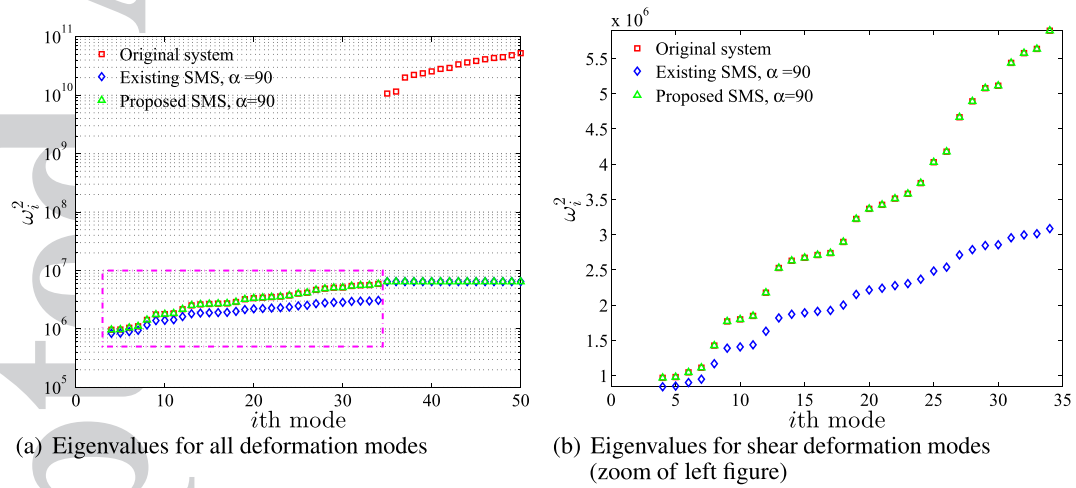 10^11
10^10
10^9
10^8
10^7
10^6
10^5
ω_i^2
Original system
Existing SMS, α =90
Proposed SMS, α=90
0 10 20 30 40 50
ith mode
(a) Eigenvalues for all deformation modes
x 10^6
5.5
5
4.5
4
3.5
3
2.5
2
1.5
1
ω_i^2
Original system
Existing SMS, α =90
Proposed SMS, α=90
0 5 10 15 20 25 30 35
ith mode
(b) Eigenvalues for shear deformation modes
(zoom of left figure)